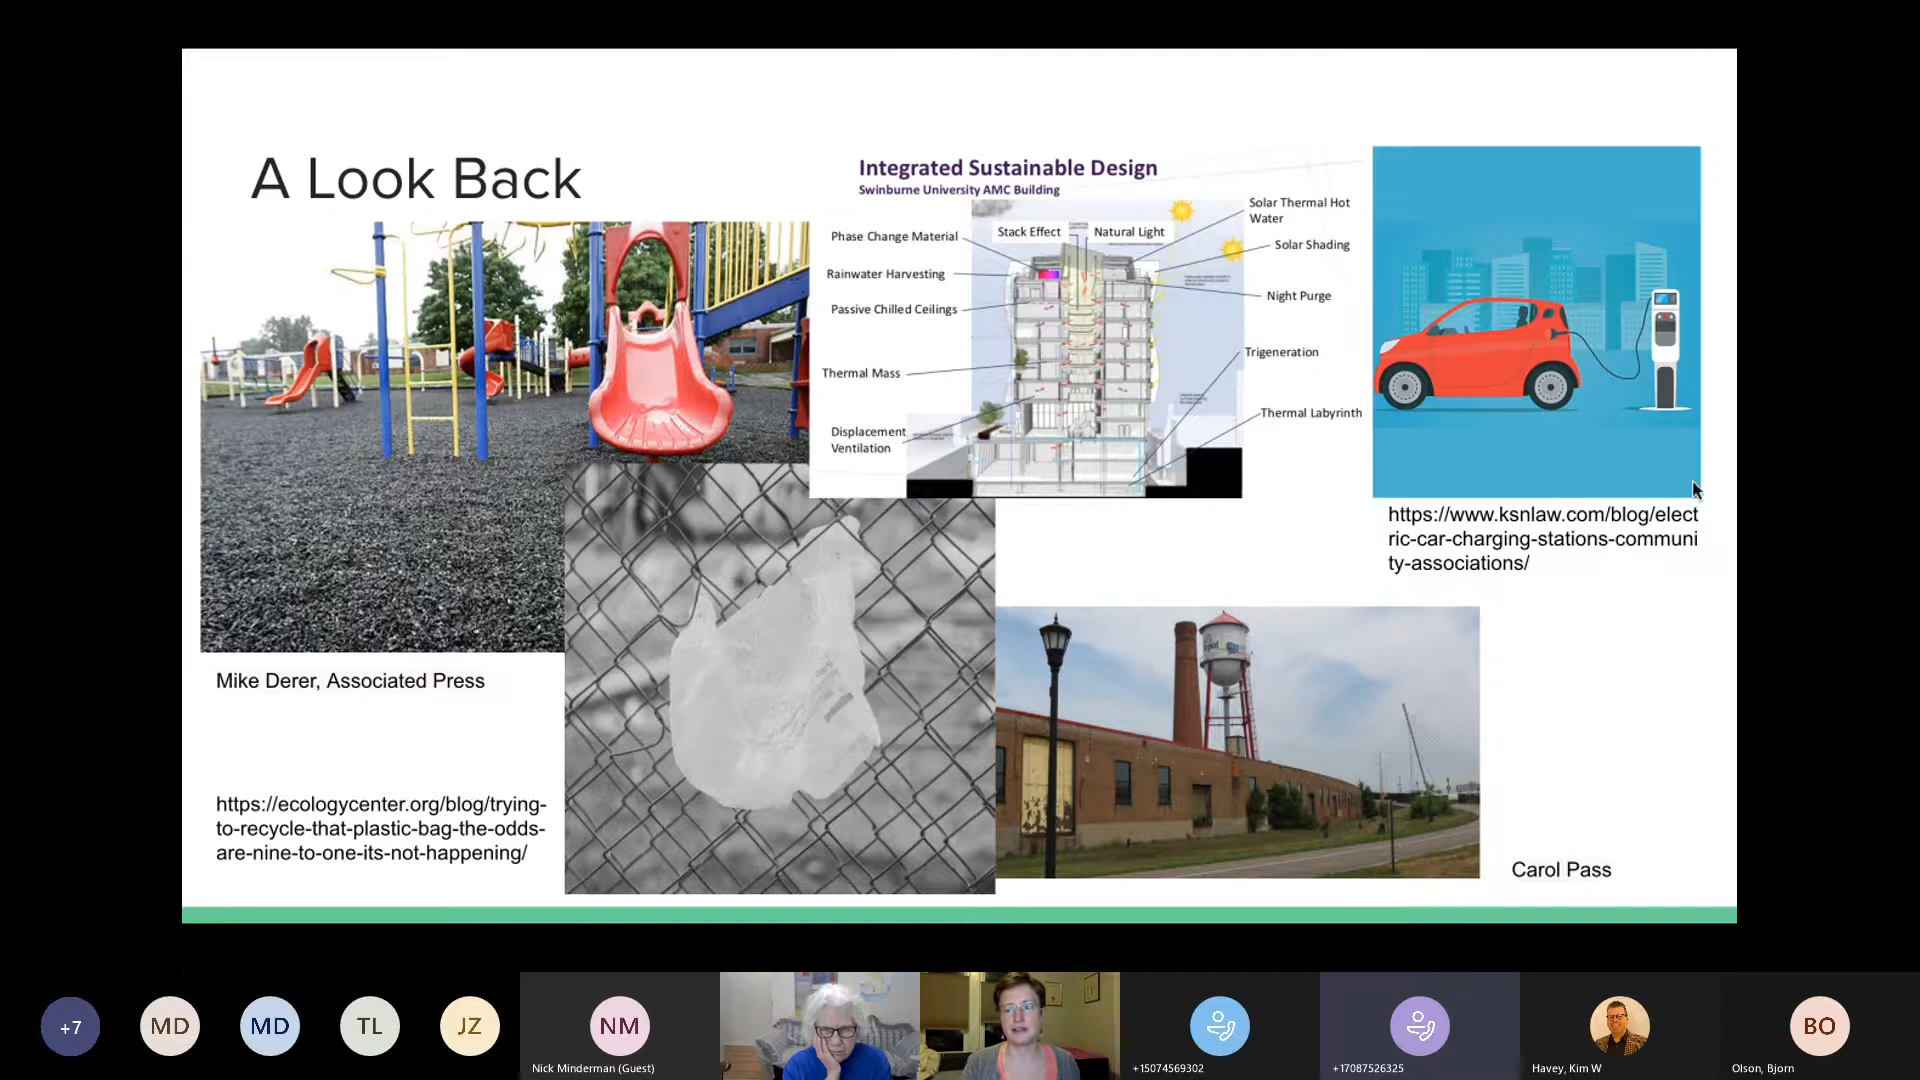 A Look Back
Integrated Sustainable Design
Swinburne University AMC Building
Phase Change Material
Rainwater Harvesting
Passive Chilled Ceilings
Thermal Mass
Displacement
Ventilation
Stack Effect
Natural Light
Solar Thermal Hot
Water
Solar Shading
Night Purge
Trigeneration
Thermal Labyrinth
https://www.ksnlaw.com/blog/elect
ric-car-charging-stations-communi
ty-associations/
Mike Derer, Associated Press
https://ecologycenter.org/blog/trying-
to-recycle-that-plastic-bag-the-odds-
are-nine-to-one-its-not-happening/
Carol Pass
+7
MD
MD
TL
JZ
NM
Nick Minderman (Guest)
+15074569302
+17087526325
Havey, Kim W
BO
Olson, Bjorn